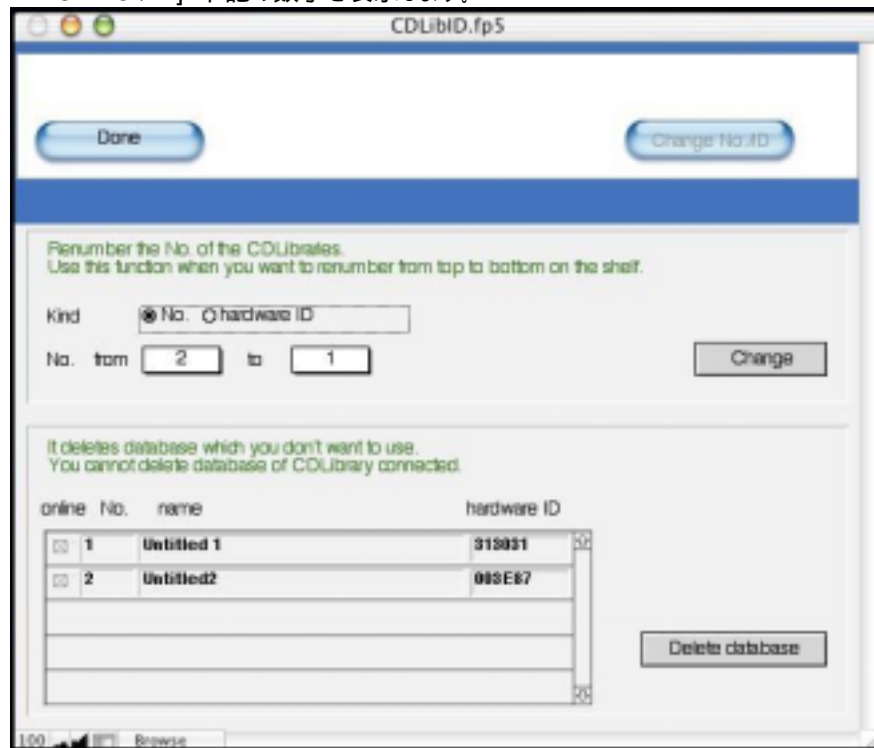 CDLibID.fp5
Done
Change No./ID
Renumber the No. of the CDLibraries.
Use this function when you want to renumber from top to bottom on the shelf.
Kind No. hardware ID
No. from 2 to 1
Change
It deletes database which you don't want to use.
You cannot delete database of CDLibrary connected.
online No. name hardware ID
1 Untitled 1 313031
2 Untitled2 003E87
Delete database
100 Browse